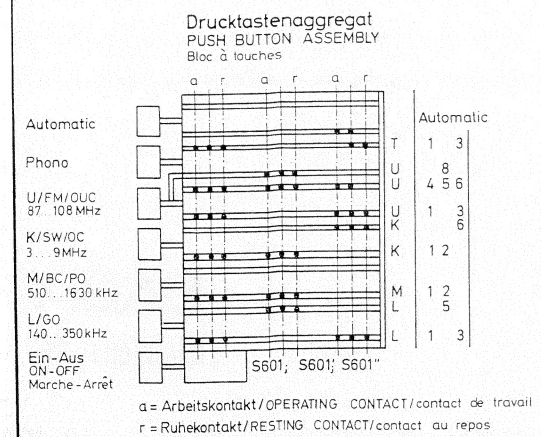 Drucktastenaggregat
PUSH BUTTON ASSEMBLY
Bloc à touches
a r a r a r
Automatic
Automatic
T 1 3
Phono
U 8
U 4 5 6
U/FM/OUC
87..108 MHz
U 1 3
K 6
K/SW/OC
3...9 MHz
K 1 2
M/BC/PO
510...1630 kHz
M 1 2
L 5
L/GO
140...350 kHz
L 1 3
Ein-Aus
ON-OFF
Marche-Arrêt
S601; S601'; S601"
a = Arbeitskontakt/OPERATING CONTACT/contact de travail
r = Ruhekontakt/RESTING CONTACT/contact au repos